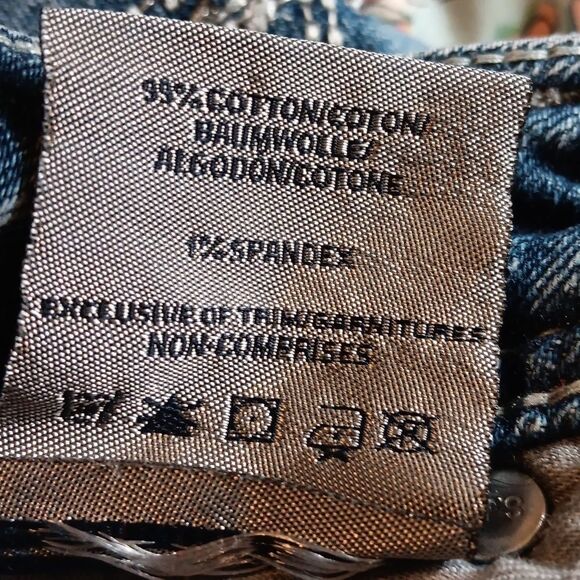 99% COTTON/COTON/
BAUMWOLLE/
ALGODON/COTONE
1% SPANDEX
EXCLUSIVE OF TRIM/GARNITURES
NON-COMPRISES